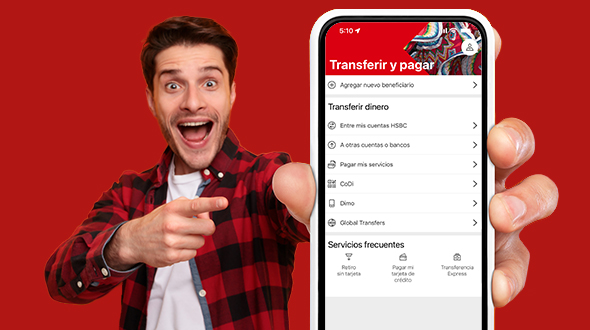 5:10
Transferir y pagar
Agregar nuevo beneficiario
Transferir dinero
Entre mis cuentas HSBC
A otras cuentas o bancos
Pagar mis servicios
CoDi
Dimo
Global Transfers
Servicios frecuentes
Retiro
sin tarjeta
Pagar mi
tarjeta de
crédito
Transferencia
Express